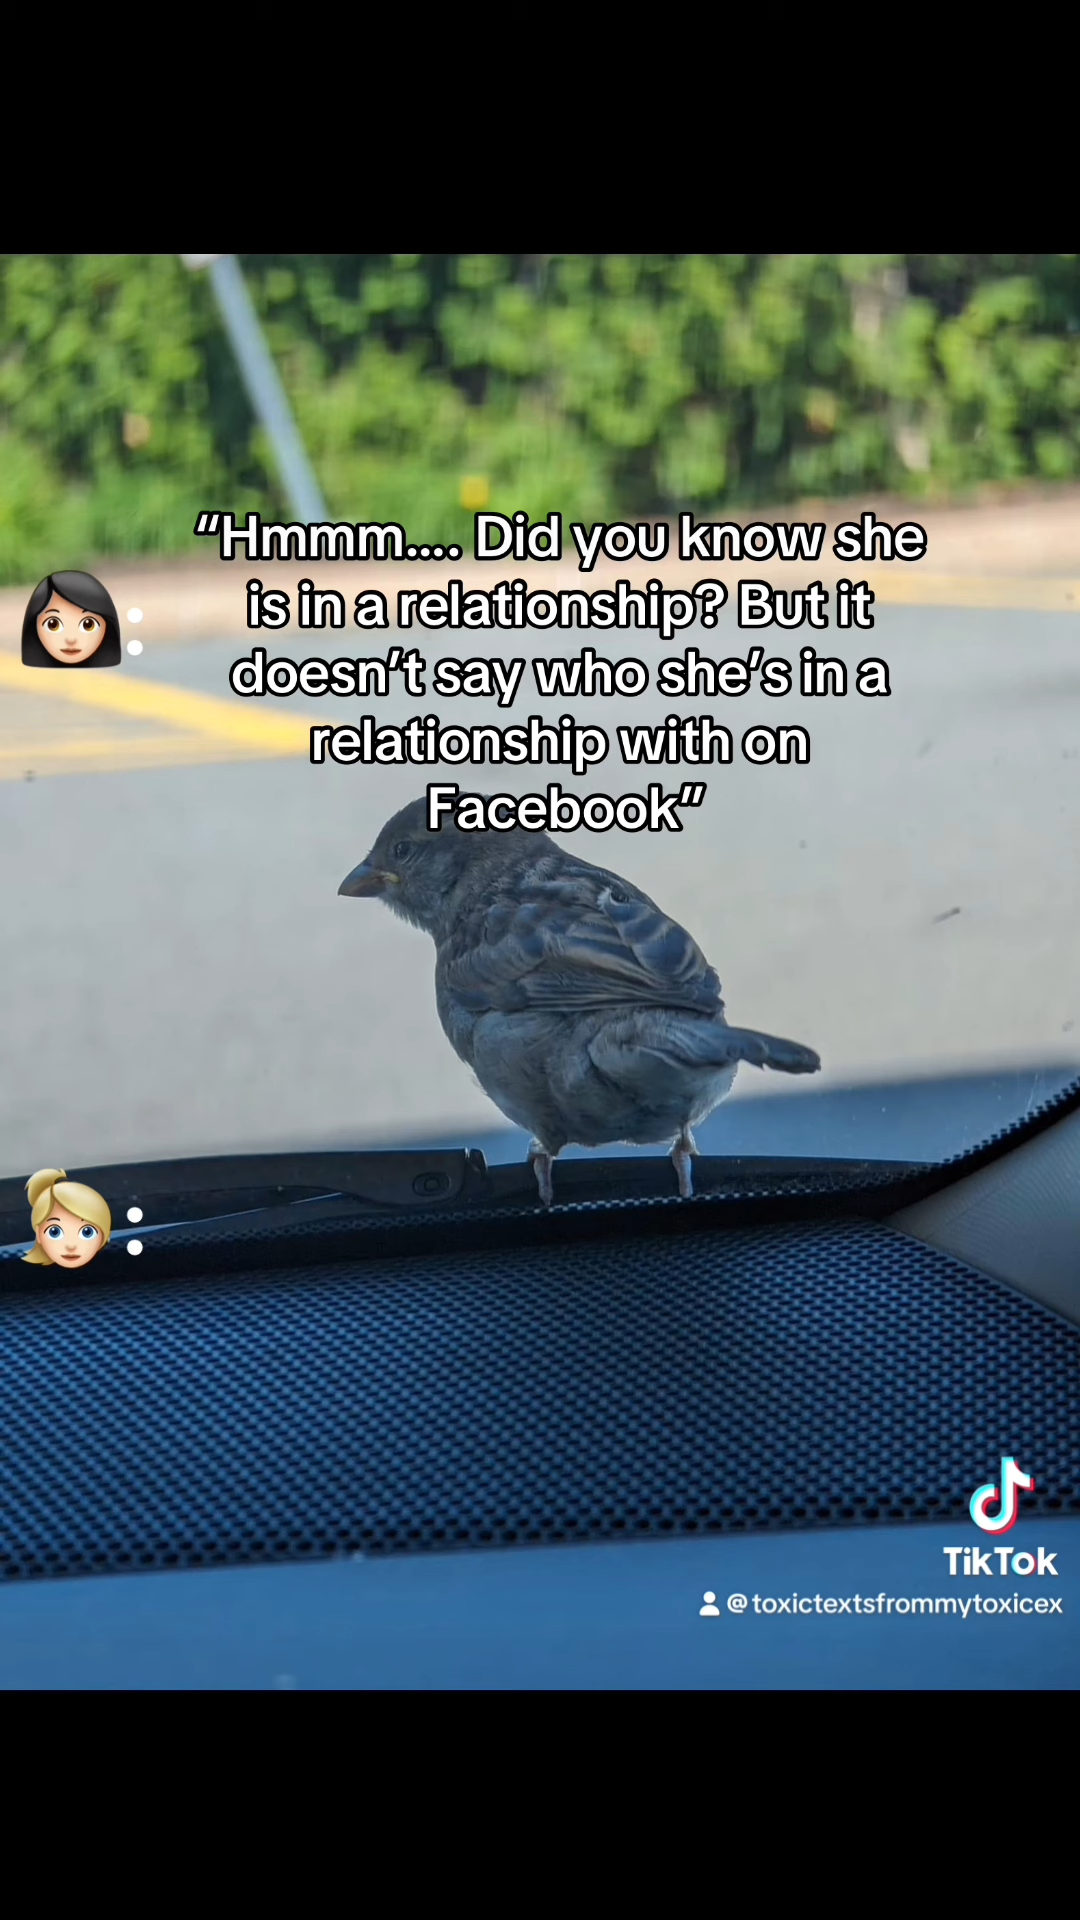 “Hmmm.... Did you know she
is in a relationship? But it
doesn’t say who she’s in a
relationship with on
Facebook”
:
:
TikTok
@toxictextsfrommytoxicex